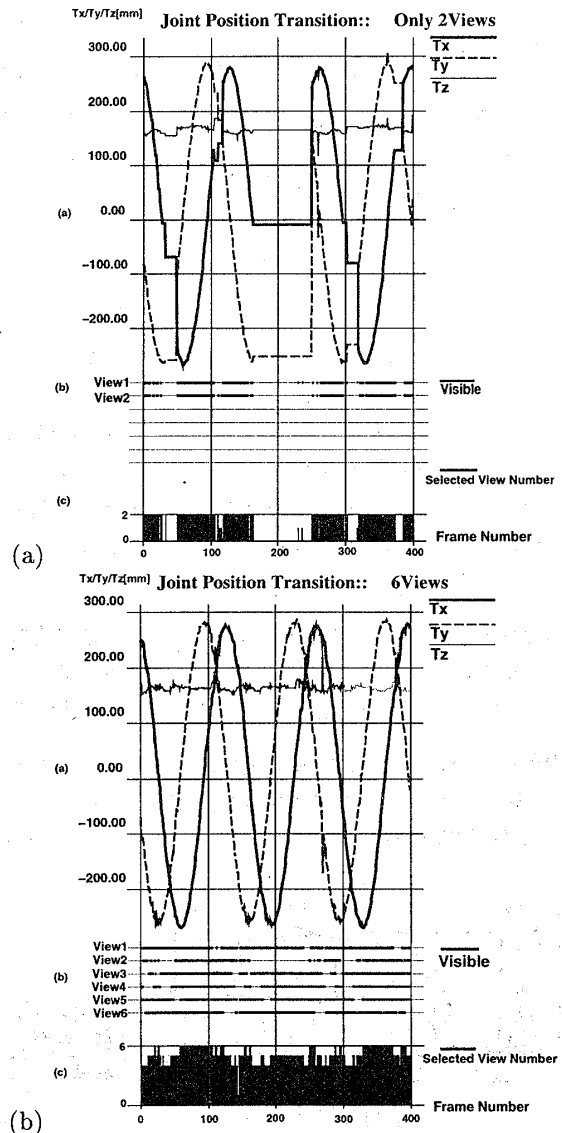 Tx/Ty/Tz[mm] Joint Position Transition:: Only 2Views
Tx
Ty
Tz
300.00
200.00
100.00
(a) 0.00
-100.00
-200.00
(b) View1
View2
Visible
Selected View Number
(c)
2
0
0 100 200 300 400
Frame Number
(a)
Tx/Ty/Tz[mm] Joint Position Transition:: 6Views
Tx
Ty
Tz
300.00
200.00
100.00
(a) 0.00
-100.00
-200.00
View1
View2
Visible
(b) View3
View4
View5
View6
6
Selected View Number
(c)
0
0 100 200 300 400
Frame Number
(b)